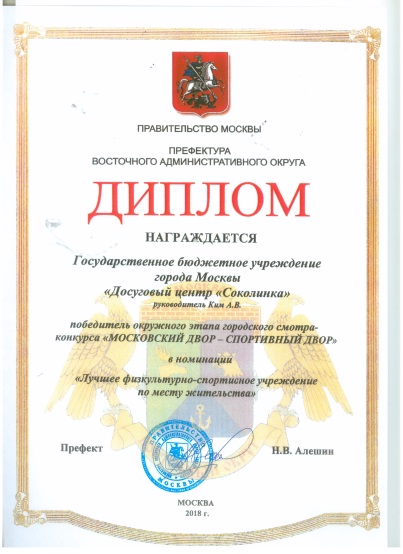 ПРАВИТЕЛЬСТВО МОСКВЫ
ПРЕФЕКТУРА
ВОСТОЧНОГО АДМИНИСТРАТИВНОГО ОКРУГА
ДИПЛОМ
НАГРАЖДАЕТСЯ
Государственное бюджетное учреждение
города Москвы
«Досуговый центр «Соколинка»
руководитель Ким А.В.
победитель окружного этапа городского смотра-
конкурса «МОСКОВСКИЙ ДВОР – СПОРТИВНЫЙ ДВОР»
в номинации
«Лучшее физкультурно-спортивное учреждение
по месту жительства»
Префект
Н.В. Алешин
ПРАВИТЕЛЬСТВО
МОСКВЫ
МОСКВА
2018 г.